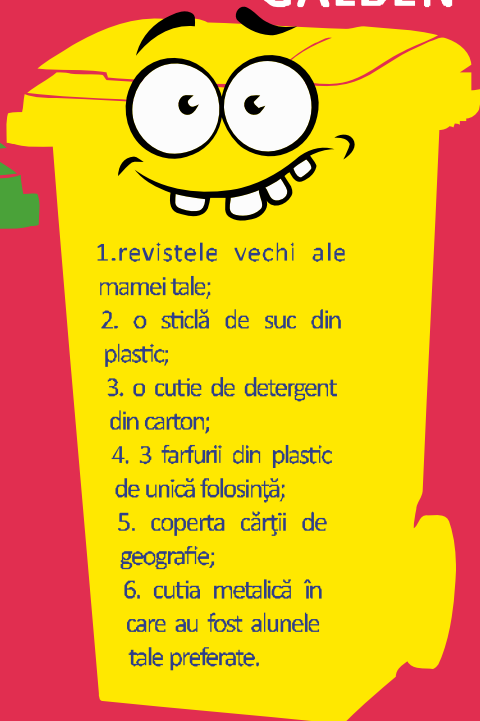 GALBEN
1.revistele vechi ale
mamei tale;
2. o sticlă de suc din
plastic;
3. o cutie de detergent
din carton;
4. 3 farfurii din plastic
de unică folosinţă;
5. coperta cărţii de
geografie;
6. cutia metalică în
care au fost alunele
tale preferate.